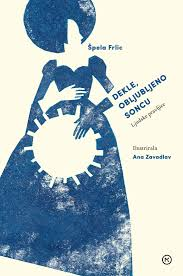 Špela Frlic
DEKLE,
OBLJUBLJENO
SONCU
Ljudske pravljice
Ilustrirala
Ana Zavadlav